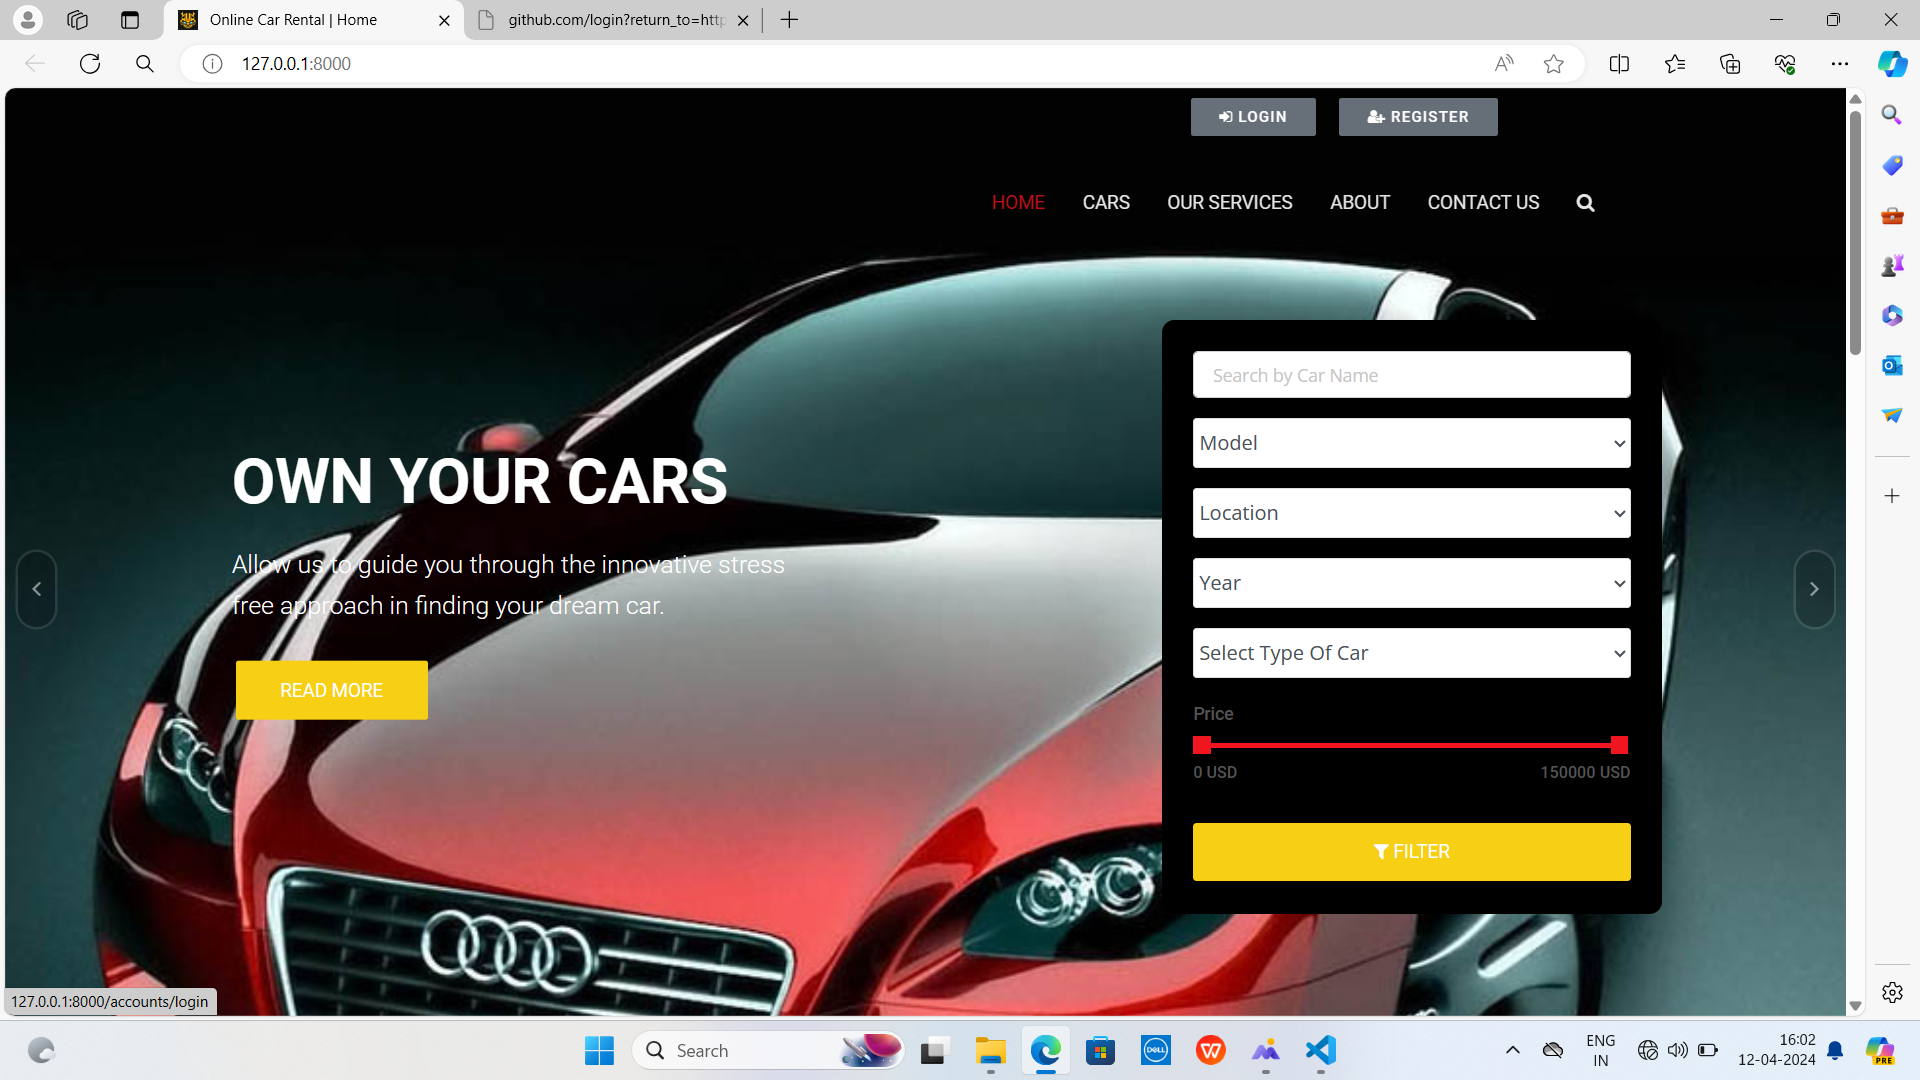 Online Car Rental | Home
github.com/login?return_to=http
127.0.0.1:8000
LOGIN
REGISTER
HOME
CARS
OUR SERVICES
ABOUT
CONTACT US
Search by Car Name
Model
Location
Year
Select Type Of Car
Price
0 USD
150000 USD
FILTER
OWN YOUR CARS
Allow us to guide you through the innovative stress
free approach in finding your dream car.
READ MORE
127.0.0.1:8000/accounts/login
Search
DELL
ENG
IN
16:02
12-04-2024
PRE